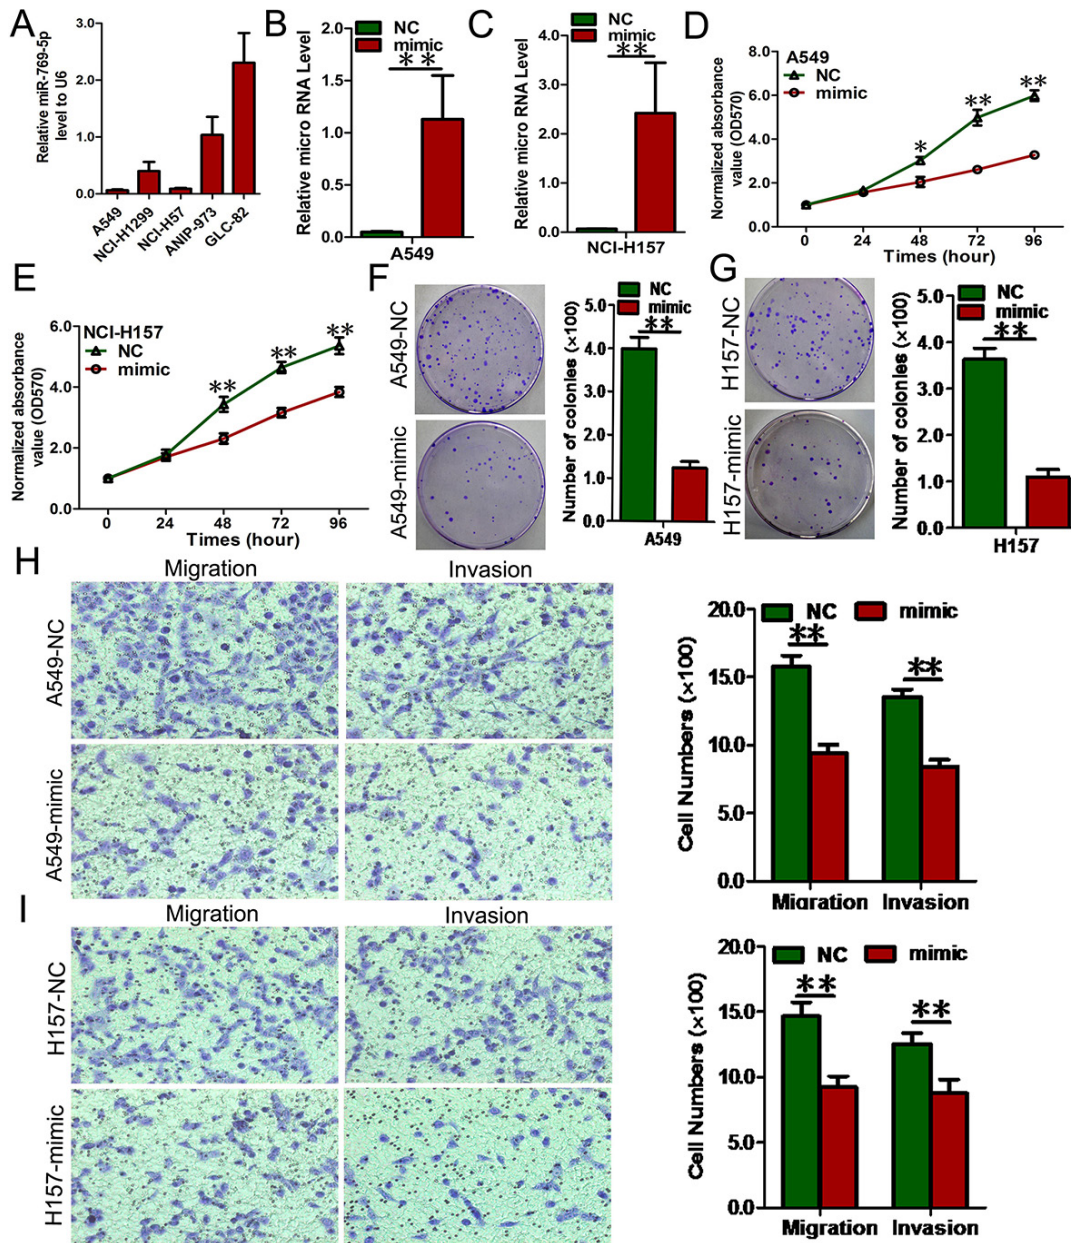 A
Relative miR-769-5p
level to U6
3.0
2.0
1.0
0.0
A549
NCI-H1299
NCI-H57
ANIP-973
GLC-82
B
NC
mimic
Relative micro RNA Level
2.0
1.5
1.0
0.5
0.0
**
A549
C
NC
mimic
Relative micro RNA Level
4.0
3.0
2.0
1.0
0.0
**
NCI-H157
D
A549
NC
mimic
Normalized absorbance
value (OD570)
8.0
6.0
4.0
2.0
0.0
*
**
**
0 24 48 72 96
Times (hour)
E
NCI-H157
NC
mimic
Normalized absorbance
value (OD570)
6.0
4.0
2.0
0.0
**
**
**
0 24 48 72 96
Times (hour)
F
A549-NC
A549-mimic
NC
mimic
Number of colonies (×100)
5.0
4.0
3.0
2.0
1.0
0.0
**
A549
G
H157-NC
H157-mimic
NC
mimic
Number of colonies (×100)
5.0
4.0
3.0
2.0
1.0
0.0
**
H157
H
Migration Invasion
A549-NC
A549-mimic
NC mimic
Cell Numbers (×100)
20.0
15.0
10.0
5.0
0.0
**
**
Migration Invasion
I
Migration Invasion
H157-NC
H157-mimic
NC mimic
Cell Numbers (×100)
20.0
15.0
10.0
5.0
0.0
**
**
Migration Invasion